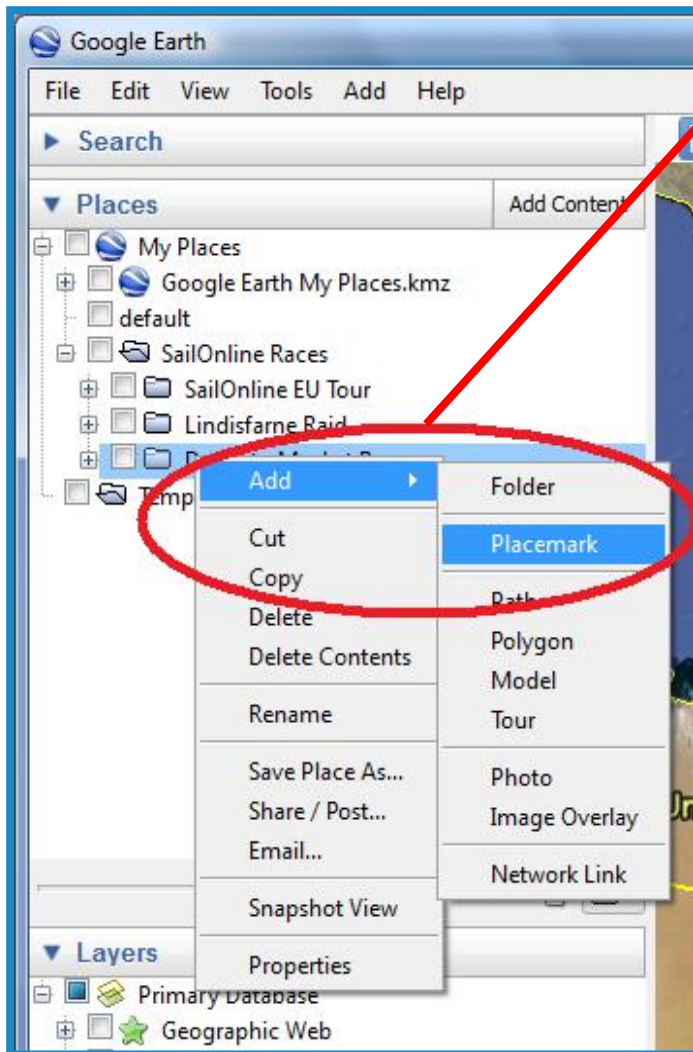 Google Earth
File Edit View Tools Add Help
Search
Places Add Content
My Places
Google Earth My Places.kmz
default
SailOnline Races
SailOnline EU Tour
Lindisfarne Raid
Temp
Add
Cut
Copy
Delete
Delete Contents
Rename
Save Place As...
Share / Post...
Email...
Snapshot View
Properties
Folder
Placemark
Path
Polygon
Model
Tour
Photo
Image Overlay
Network Link
Layers
Primary Database
Geographic Web